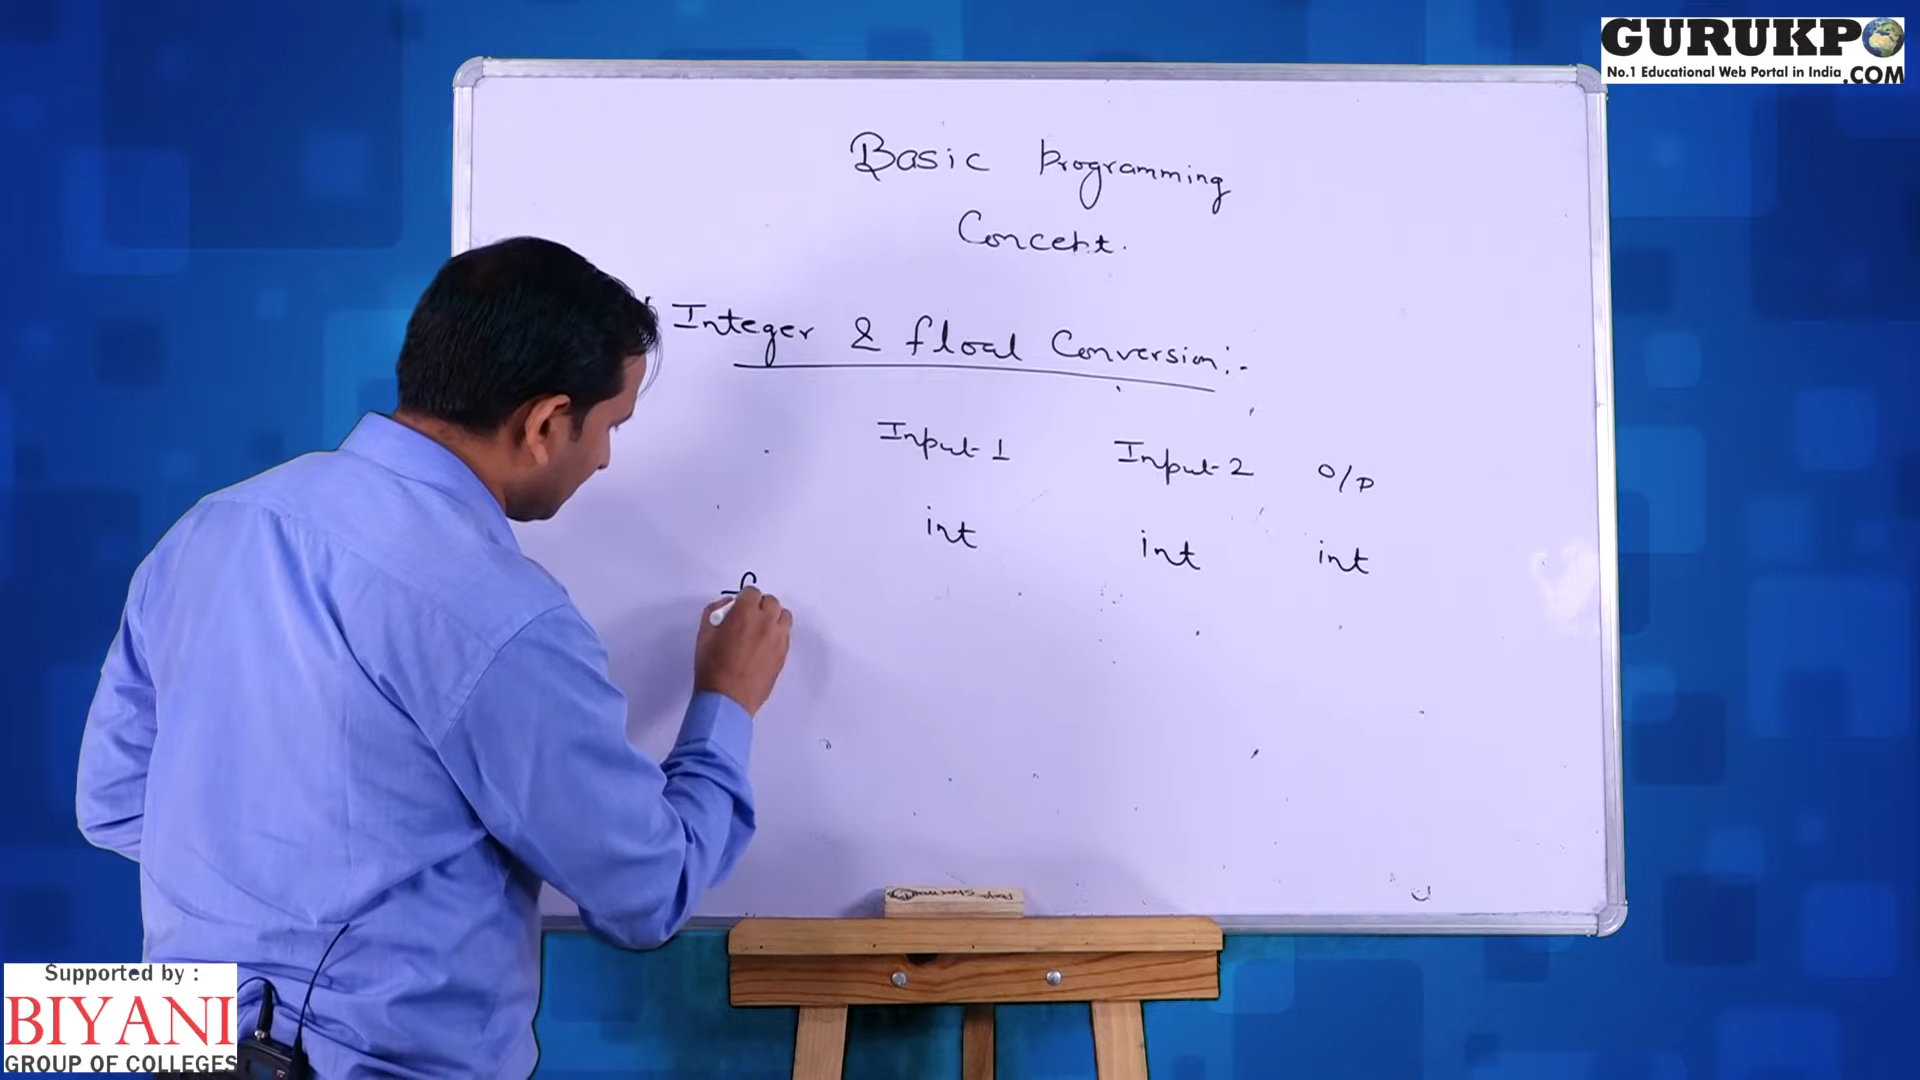 GURUKPO
No.1 Educational Web Portal in India .COM
Basic Programming
Concept.
Integer & float Conversion:-
Input-1 Input-2 O/P
int int int
f
Supported by :
BIYANI
GROUP OF COLLEGES